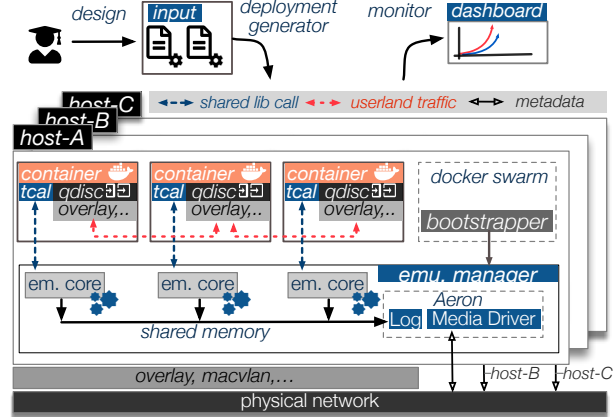 design
input
deployment
generator
monitor
dashboard
host-C
host-B
host-A
shared lib call
userland traffic
metadata
container
container
container
docker swarm
tcal qdisc
tcal qdisc
tcal qdisc
overlay,..
overlay,..
overlay,..
bootstrapper
emu. manager
em. core
em. core
em. core
Aeron
Log Media Driver
shared memory
overlay, macvlan,…
host-B
host-C
physical network